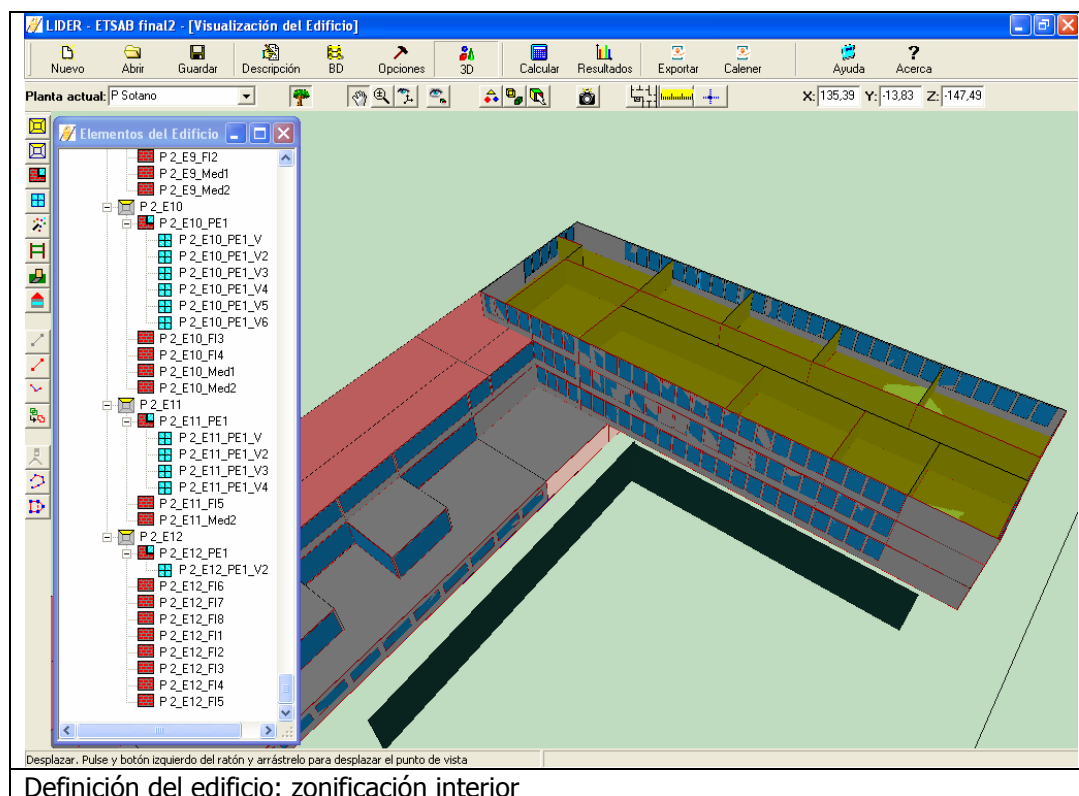 LIDER - ETSAB final2 - [Visualización del Edificio]
Nuevo Abrir Guardar Descripción BD Opciones 3D Calcular Resultados Exportar Calener Ayuda Acerca
Planta actual: P Sotano X: 135,39 Y: -13,83 Z: -147,49
Elementos del Edificio
P 2_E9_FI2
P 2_E9_Med1
P 2_E9_Med2
P 2_E10
P 2_E10_PE1
P 2_E10_PE1_V
P 2_E10_PE1_V2
P 2_E10_PE1_V3
P 2_E10_PE1_V4
P 2_E10_PE1_V5
P 2_E10_PE1_V6
P 2_E10_FI3
P 2_E10_FI4
P 2_E10_Med1
P 2_E10_Med2
P 2_E11
P 2_E11_PE1
P 2_E11_PE1_V
P 2_E11_PE1_V2
P 2_E11_PE1_V3
P 2_E11_PE1_V4
P 2_E11_FI5
P 2_E11_Med2
P 2_E12
P 2_E12_PE1
P 2_E12_PE1_V2
P 2_E12_FI6
P 2_E12_FI7
P 2_E12_FI8
P 2_E12_FI1
P 2_E12_FI2
P 2_E12_FI3
P 2_E12_FI4
P 2_E12_FI5
Desplazar. Pulse y botón izquierdo del ratón y arrástrelo para desplazar el punto de vista
Definición del edificio: zonificación interior